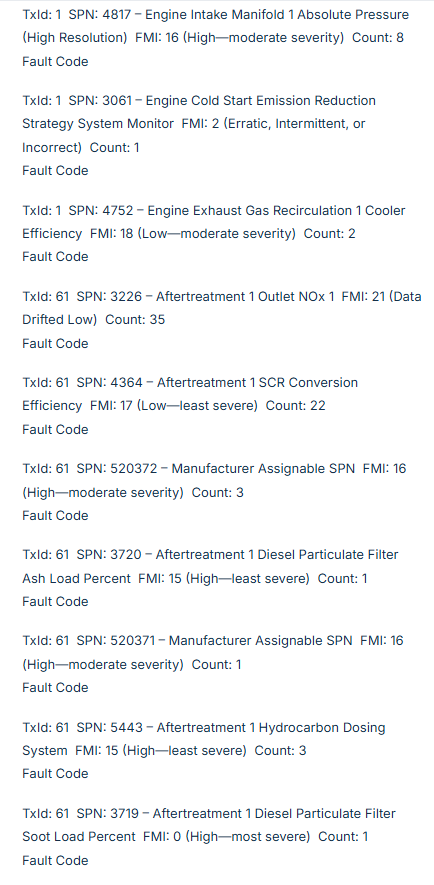 TxId: 1  SPN: 4817 – Engine Intake Manifold 1 Absolute Pressure
(High Resolution)  FMI: 16 (High—moderate severity)  Count: 8
Fault Code
TxId: 1  SPN: 3061 – Engine Cold Start Emission Reduction
Strategy System Monitor  FMI: 2 (Erratic, Intermittent, or
Incorrect)  Count: 1
Fault Code
TxId: 1  SPN: 4752 – Engine Exhaust Gas Recirculation 1 Cooler
Efficiency  FMI: 18 (Low—moderate severity)  Count: 2
Fault Code
TxId: 61  SPN: 3226 – Aftertreatment 1 Outlet NOx 1  FMI: 21 (Data
Drifted Low)  Count: 35
Fault Code
TxId: 61  SPN: 4364 – Aftertreatment 1 SCR Conversion
Efficiency  FMI: 17 (Low—least severe)  Count: 22
Fault Code
TxId: 61  SPN: 520372 – Manufacturer Assignable SPN  FMI: 16
(High—moderate severity)  Count: 3
Fault Code
TxId: 61  SPN: 3720 – Aftertreatment 1 Diesel Particulate Filter
Ash Load Percent  FMI: 15 (High—least severe)  Count: 1
Fault Code
TxId: 61  SPN: 520371 – Manufacturer Assignable SPN  FMI: 16
(High—moderate severity)  Count: 1
Fault Code
TxId: 61  SPN: 5443 – Aftertreatment 1 Hydrocarbon Dosing
System  FMI: 15 (High—least severe)  Count: 3
Fault Code
TxId: 61  SPN: 3719 – Aftertreatment 1 Diesel Particulate Filter
Soot Load Percent  FMI: 0 (High—most severe)  Count: 1
Fault Code